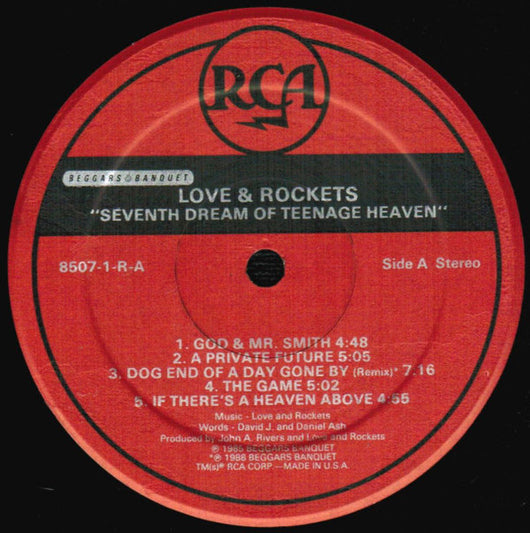 RCA
BEGGARS BANQUET
LOVE & ROCKETS
"SEVENTH DREAM OF TEENAGE HEAVEN"
8507-1-R-A
Side A Stereo
1. GOD & MR. SMITH 4:48
2. A PRIVATE FUTURE 5:05
3. DOG END OF A DAY GONE BY (Remix)* 7.16
4. THE GAME 5:02
5. IF THERE'S A HEAVEN ABOVE 4:55
Music - Love and Rockets
Words - David J. and Daniel Ash
Produced by John A. Rivers and Love and Rockets
℗ 1985 BEGGARS BANQUET
*℗ 1986 BEGGARS BANQUET
TM(s)® RCA CORP —MADE IN U.S.A.